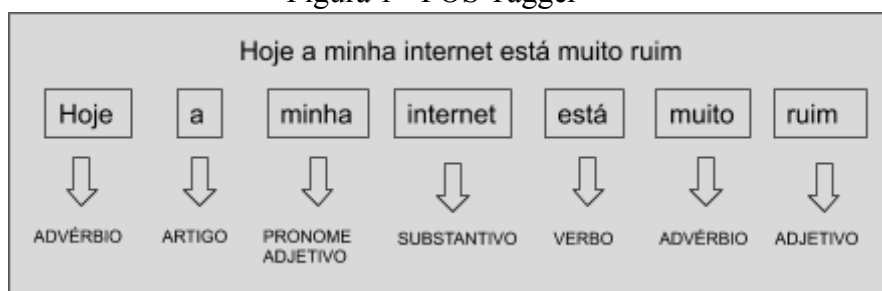 Figura 1 - POS Tagger
Hoje a minha internet está muito ruim
Hoje a minha internet está muito ruim
ADVÉRBIO ARTIGO PRONOME ADJETIVO SUBSTANTIVO VERBO ADVÉRBIO ADJETIVO